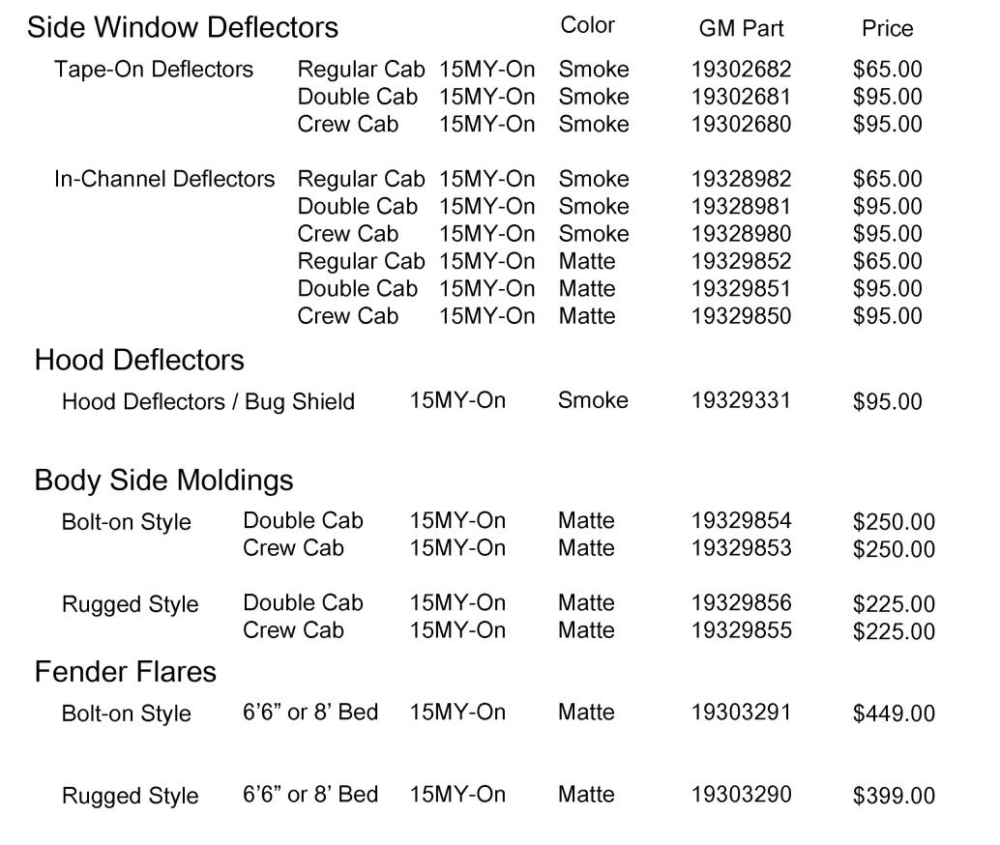 Side Window Deflectors Color GM Part Price
Tape-On Deflectors Regular Cab 15MY-On Smoke 19302682 $65.00
Double Cab 15MY-On Smoke 19302681 $95.00
Crew Cab 15MY-On Smoke 19302680 $95.00
In-Channel Deflectors Regular Cab 15MY-On Smoke 19328982 $65.00
Double Cab 15MY-On Smoke 19328981 $95.00
Crew Cab 15MY-On Smoke 19328980 $95.00
Regular Cab 15MY-On Matte 19329852 $65.00
Double Cab 15MY-On Matte 19329851 $95.00
Crew Cab 15MY-On Matte 19329850 $95.00
Hood Deflectors
Hood Deflectors / Bug Shield 15MY-On Smoke 19329331 $95.00
Body Side Moldings
Bolt-on Style Double Cab 15MY-On Matte 19329854 $250.00
Crew Cab 15MY-On Matte 19329853 $250.00
Rugged Style Double Cab 15MY-On Matte 19329856 $225.00
Crew Cab 15MY-On Matte 19329855 $225.00
Fender Flares
Bolt-on Style 6’6” or 8’ Bed 15MY-On Matte 19303291 $449.00
Rugged Style 6’6” or 8’ Bed 15MY-On Matte 19303290 $399.00